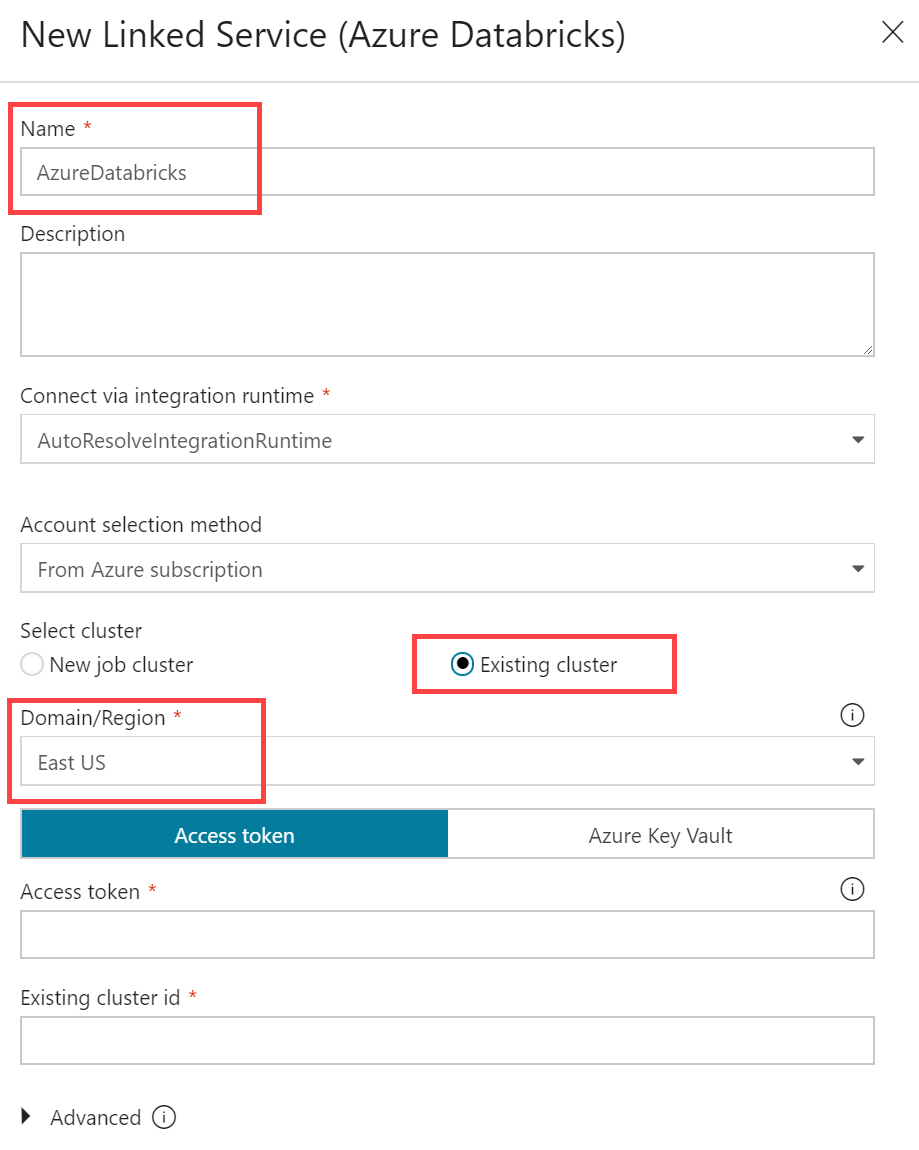 New Linked Service (Azure Databricks)
Name *
AzureDatabricks
Description
Connect via integration runtime *
AutoResolveIntegrationRuntime
Account selection method
From Azure subscription
Select cluster
New job cluster Existing cluster
Domain/Region *
East US
Access token Azure Key Vault
Access token *
Existing cluster id *
Advanced